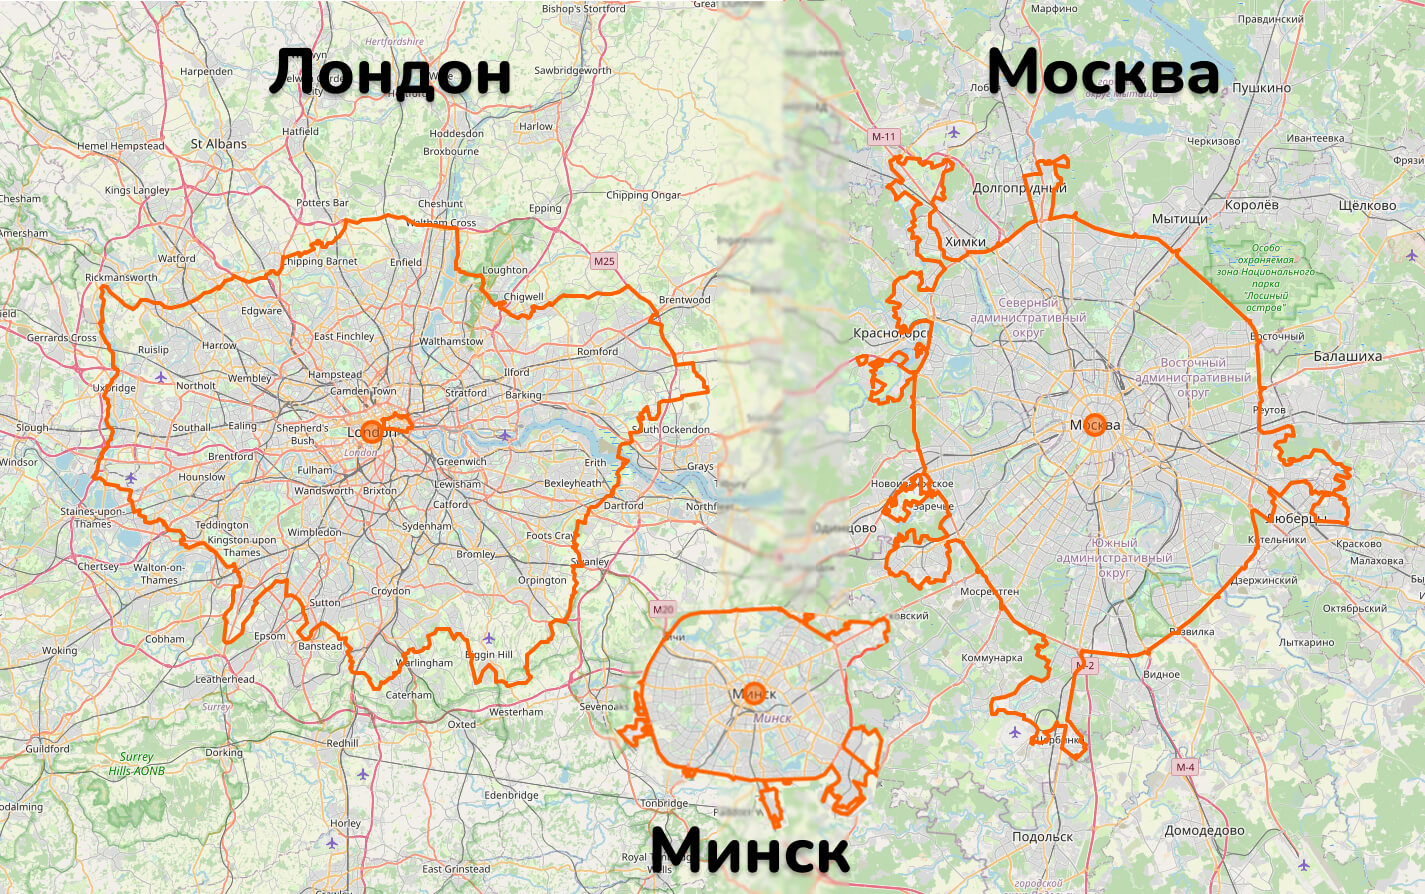 Bishop's Stortford
Марфино
Правдинский
Hertfordshire
Лондон
Москва
Harpenden
Sawbridgeworth
Пушкино
Hatfield
Hoddesdon
Harlow
M-11
Ивантеевка
Hemel Hempstead
St Albans
Broxbourne
Черкизово
Kings Langley
Chipping Ongar
Долгопрудный
Potters Bar
Cheshunt
Epping
Королёв
Щёлково
Waltham Cross
Мытищи
Amersham
Watford
Химки
Chipping Barnet
Enfield
M25
Loughton
Особо
охраняемая
зона Национального
парка
"Лосиный
остров"
Rickmansworth
Chigwell
Brentwood
Северный
административный
округ
Edgware
Gerrards Cross
East Finchley
Walthamstow
Красногорск
Восточный
Ruislip
Harrow
Romford
Балашиха
Восточный
административный
округ
Uxbridge
Northolt
Wembley
Hampstead
Ilford
Camden Town
Stratford
Barking
Реутов
Slough
Southall
Ealing
Shepherd's
Bush
London
London
South Ockendon
Москва
Windsor
Brentford
Greenwich
Erith
Grays
Hounslow
Fulham
Lewisham
Bexleyheath
Wandsworth
Brixton
Catford
Dartford
Заречье
Staines-upon-
Thames
Teddington
Wimbledon
Sydenham
Люберцы
Kingston upon
Thames
Foots Cray
Котельники
Красково
Южный
административный
округ
Chertsey
Walton-on-
Thames
Bromley
Swanley
Малаховка
Orpington
Дзержинский
Sutton
Croydon
Мосрентген
M20
Октябрьский
Cobham
Epsom
Banstead
Biggin Hill
Развилка
Лыткарино
Woking
Warlingham
Коммунарка
M-2
Видное
Leatherhead
Caterham
Минск
Минск
Surrey
Westerham
Oxted
Guildford
Dorking
Redhill
Щербинка
Surrey
Hills AONB
M-4
Edenbridge
Tonbridge
Horley
Подольск
Домодедово
Минск
East Grinstead
городской